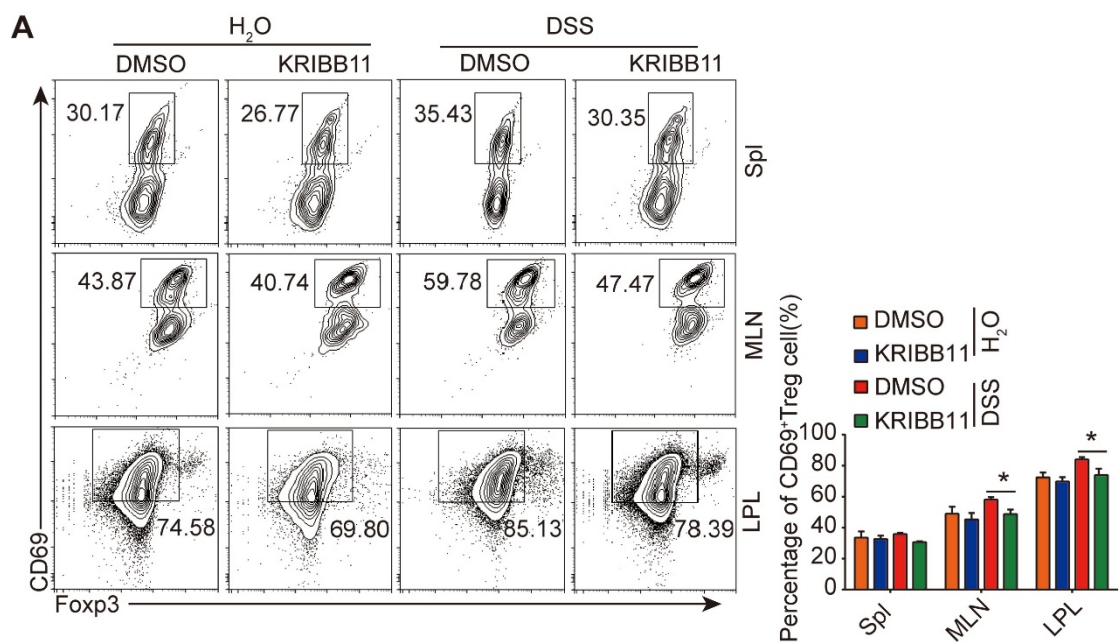 A
H₂O DSS
DMSO KRIBB11 DMSO KRIBB11
30.17 26.77 35.43 30.35
Spl
43.87 40.74 59.78 47.47
MLN
74.58 69.80 85.13 78.39
LPL
CD69
Foxp3
DMSO
KRIBB11
H₂O
DMSO
KRIBB11
DSS
Percentage of CD69⁺Treg cell(%)
100
80
60
40
20
0
*
*
Spl MLN LPL